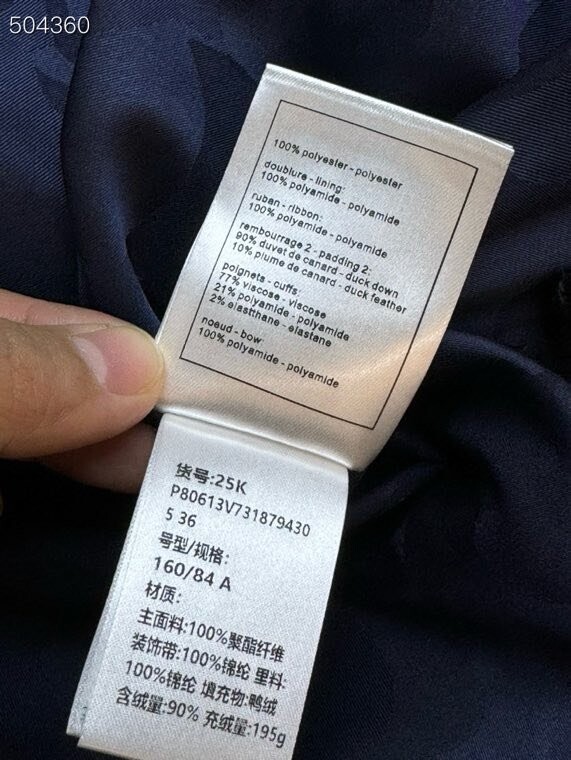 504360
100% polyester - polyester
doublure - lining:
100% polyamide - polyamide
ruban - ribbon:
100% polyamide - polyamide
rembourrage 2 - padding 2:
90% duvet de canard - duck down
10% plume de canard - duck feather
poignets - cuffs:
77% viscose - viscose
21% polyamide - polyamide
2% elastthane - elastane
noeud - bow:
100% polyamide - polyamide
货号:25K
P80613V731879430
5 36
号型/规格:
160/84 A
材质:
主面料:100%聚酯纤维
装饰带:100%锦纶 里料:
100%锦纶 填充物:鸭绒
含绒量:90% 充绒量:195g